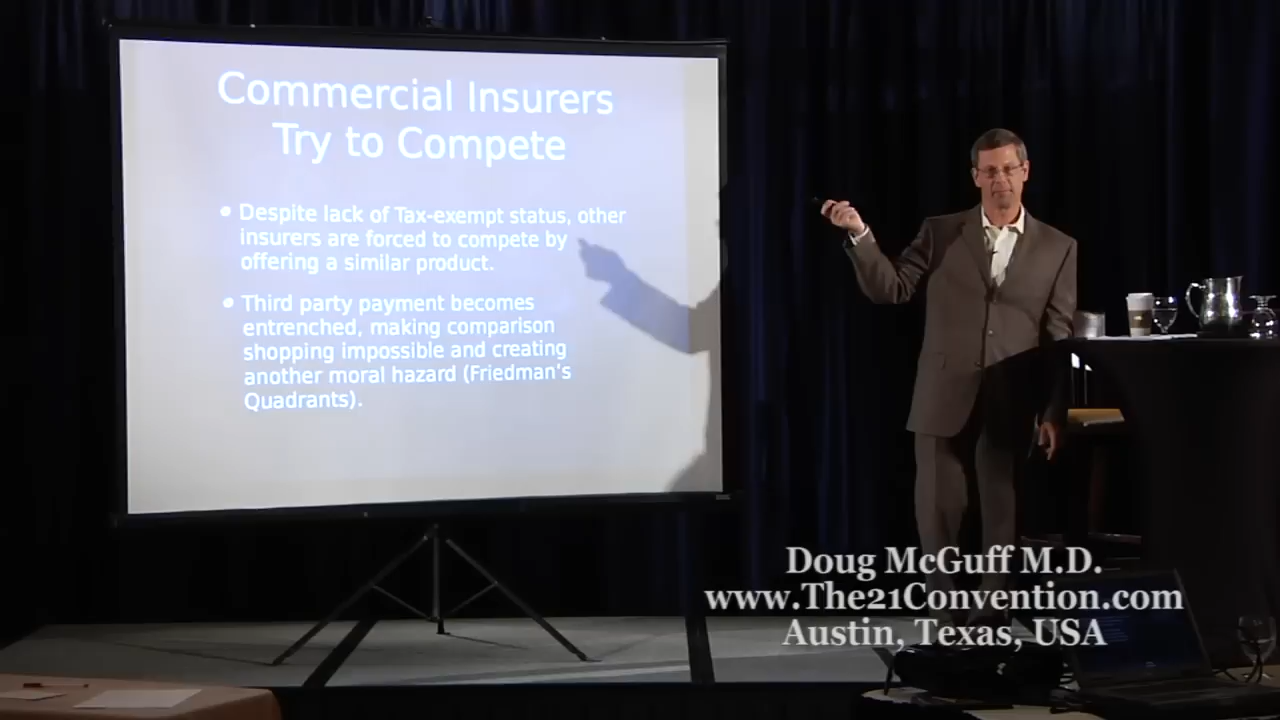 Commercial Insurers
Try to Compete
• Despite lack of Tax-exempt status, other
insurers are forced to compete by
offering a similar product.
• Third party payment becomes
entrenched, making comparison
shopping impossible and creating
another moral hazard (Friedman's
Quadrants).
Doug McGuff M.D.
www.The21Convention.com
Austin, Texas, USA